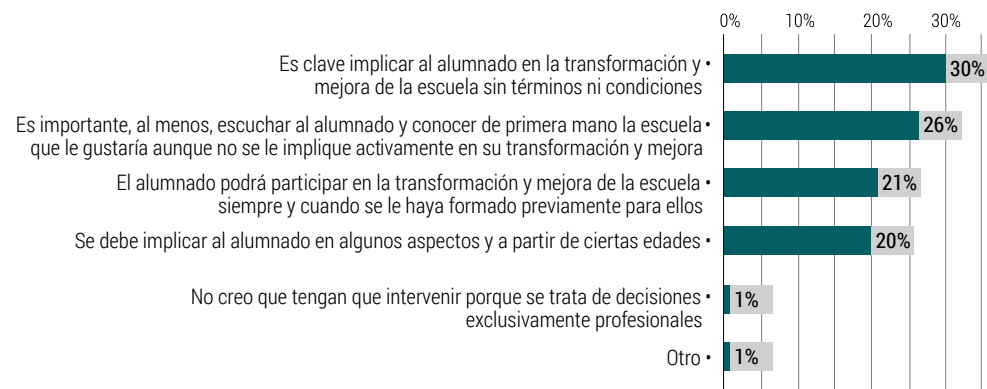 0% 10% 20% 30%
Es clave implicar al alumnado en la transformación y •
mejora de la escuela sin términos ni condiciones
30%
Es importante, al menos, escuchar al alumnado y conocer de primera mano la escuela •
que le gustaría aunque no se le implique activamente en su transformación y mejora
26%
El alumnado podrá participar en la transformación y mejora de la escuela •
siempre y cuando se le haya formado previamente para ellos
21%
Se debe implicar al alumnado en algunos aspectos y a partir de ciertas edades •
20%
No creo que tengan que intervenir porque se trata de decisiones •
exclusivamente profesionales
1%
Otro •
1%